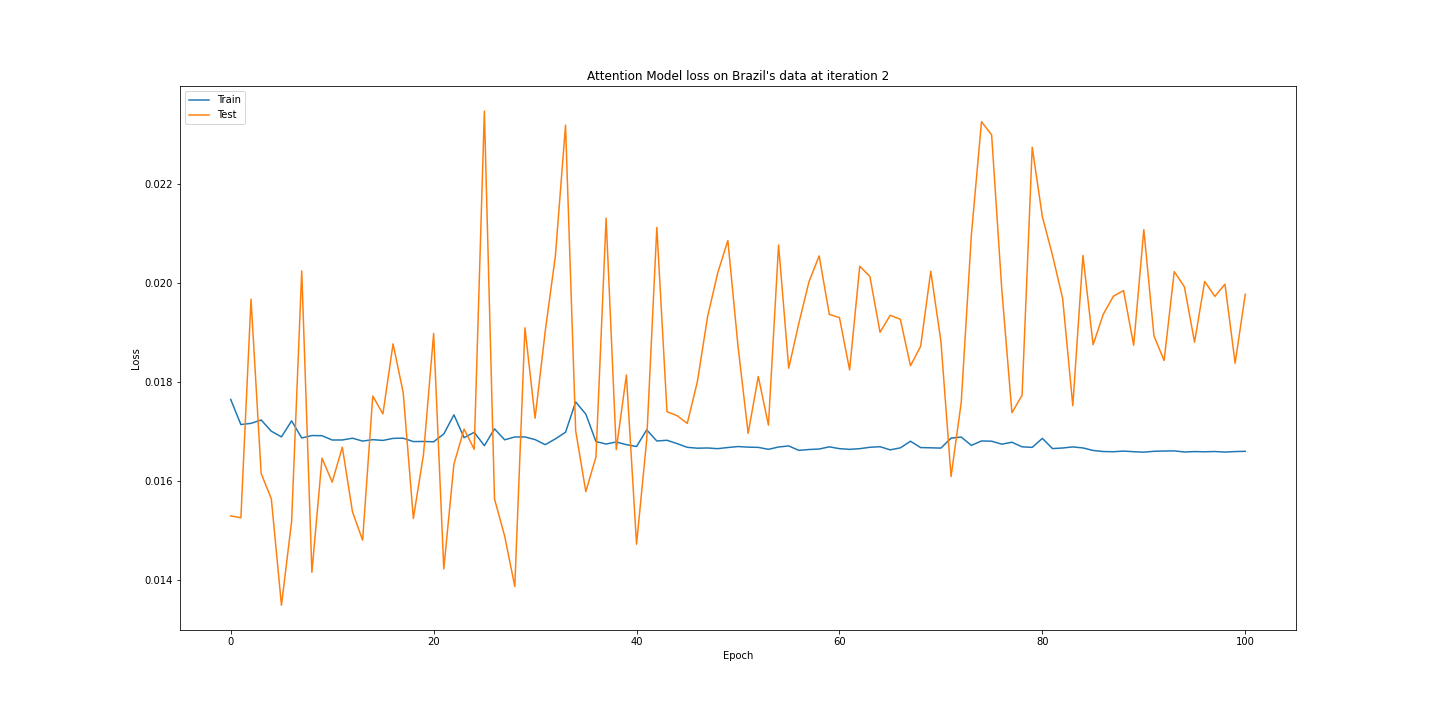 Attention Model loss on Brazil's data at iteration 2
Train
Test
0.022
0.020
0.018
0.016
0.014
Loss
0 20 40 60 80 100
Epoch